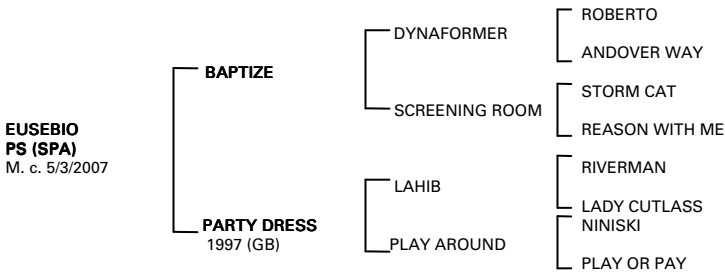 EUSEBIO
PS (SPA)
M. c. 5/3/2007
BAPTIZE
PARTY DRESS
1997 (GB)
DYNAFORMER
SCREENING ROOM
LAHIB
PLAY AROUND
ROBERTO
ANDOVER WAY
STORM CAT
REASON WITH ME
RIVERMAN
LADY CUTLASS
NINISKI
PLAY OR PAY